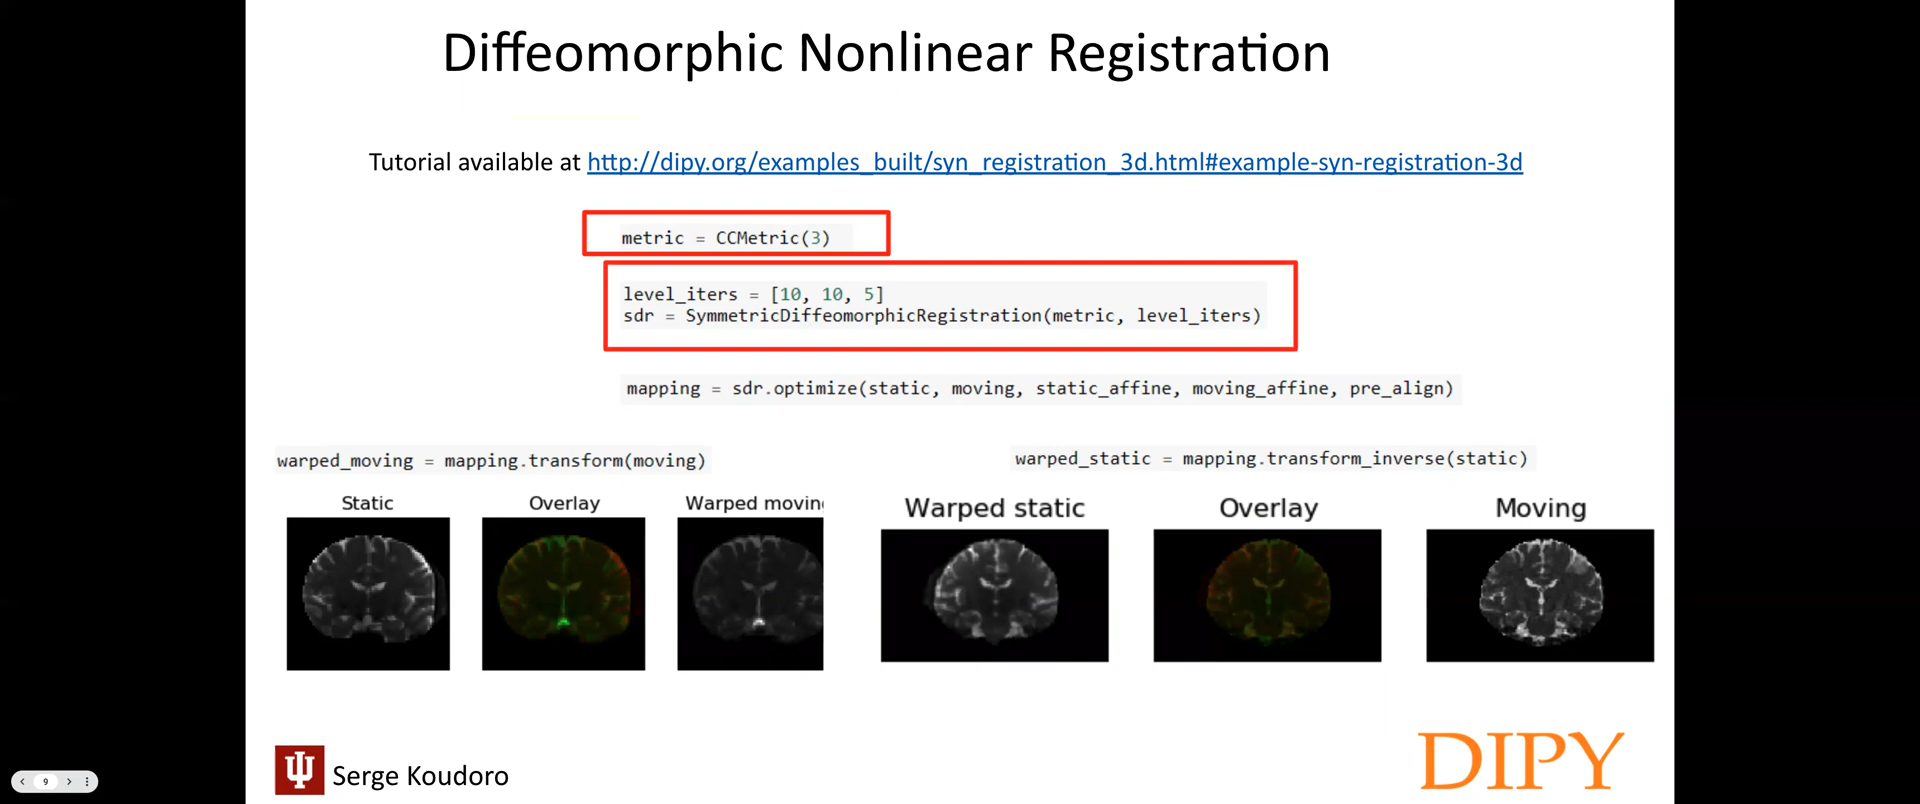 Diffeomorphic Nonlinear Registration
Tutorial available at http://dipy.org/examples_built/syn_registration_3d.html#example-syn-registration-3d
metric = CCMetric(3)
level_iters = [10, 10, 5]
sdr = SymmetricDiffeomorphicRegistration(metric, level_iters)
mapping = sdr.optimize(static, moving, static_affine, moving_affine, pre_align)
warped_moving = mapping.transform(moving)
warped_static = mapping.transform_inverse(static)
Static
Overlay
Warped movin
Warped static
Overlay
Moving
Serge Koudoro
DIPY
9